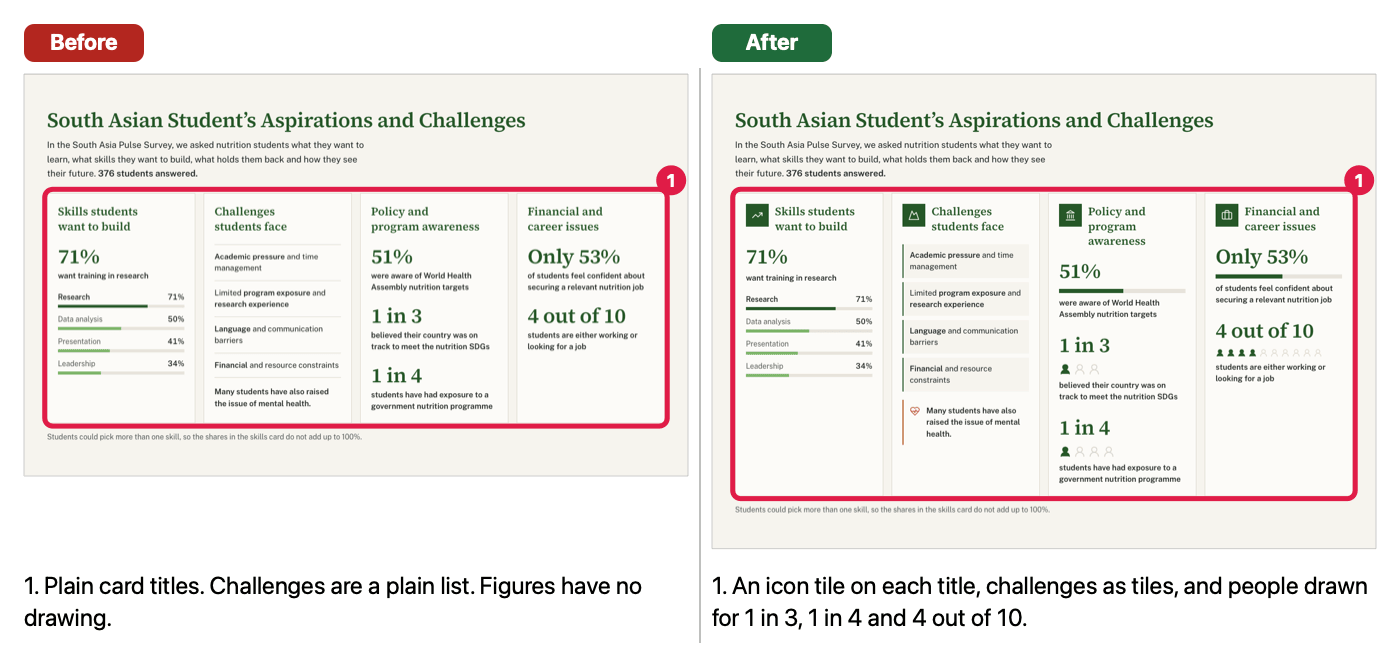 Before
South Asian Student’s Aspirations and Challenges
In the South Asia Pulse Survey, we asked nutrition students what they want to
learn, what skills they want to build, what holds them back and how they see
their future. 376 students answered.
1
Skills students
want to build
71%
want training in research
Research 71%
Data analysis 50%
Presentation 41%
Leadership 34%
Challenges
students face
Academic pressure and time
management
Limited program exposure and
research experience
Language and communication
barriers
Financial and resource constraints
Many students have also raised
the issue of mental health.
Policy and
program awareness
51%
were aware of World Health
Assembly nutrition targets
1 in 3
believed their country was on
track to meet the nutrition SDGs
1 in 4
students have had exposure to a
government nutrition programme
Financial and
career issues
Only 53%
of students feel confident about
securing a relevant nutrition job
4 out of 10
students are either working or
looking for a job
Students could pick more than one skill, so the shares in the skills card do not add up to 100%.
1. Plain card titles. Challenges are a plain list. Figures have no
drawing.
After
South Asian Student’s Aspirations and Challenges
In the South Asia Pulse Survey, we asked nutrition students what they want to
learn, what skills they want to build, what holds them back and how they see
their future. 376 students answered.
1
Skills students
want to build
71%
want training in research
Research 71%
Data analysis 50%
Presentation 41%
Leadership 34%
Challenges
students face
Academic pressure and time
management
Limited program exposure and
research experience
Language and communication
barriers
Financial and resource
constraints
Many students have also
raised the issue of mental
health.
Policy and
program
awareness
51%
were aware of World Health
Assembly nutrition targets
1 in 3
believed their country was on
track to meet the nutrition SDGs
1 in 4
students have had exposure to a
government nutrition programme
Financial and
career issues
Only 53%
of students feel confident about
securing a relevant nutrition job
4 out of 10
students are either working or
looking for a job
Students could pick more than one skill, so the shares in the skills card do not add up to 100%.
1. An icon tile on each title, challenges as tiles, and people drawn
for 1 in 3, 1 in 4 and 4 out of 10.